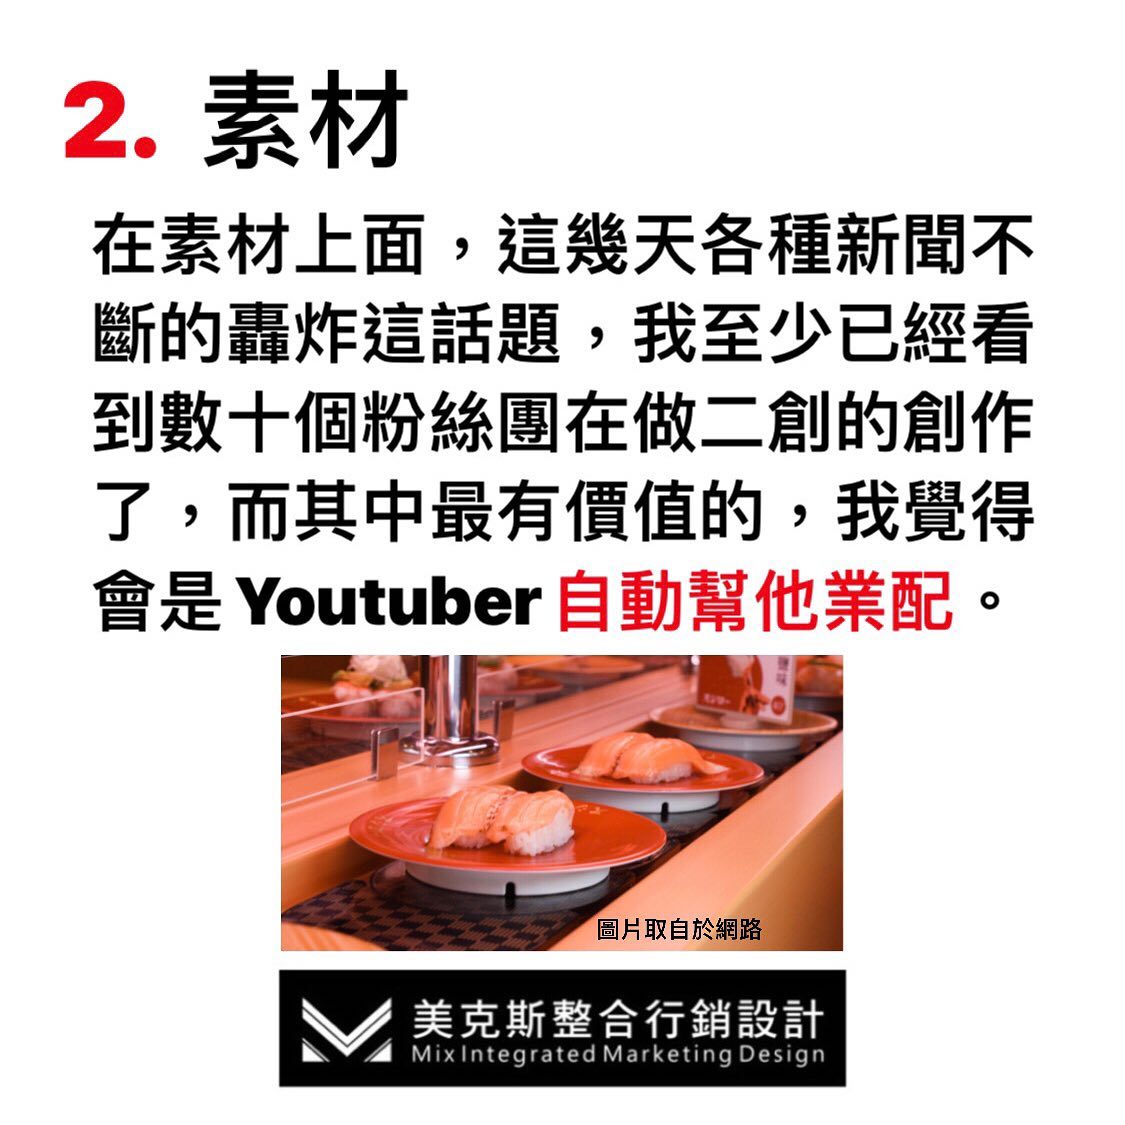 2. 素材
在素材上面，這幾天各種新聞不
斷的轟炸這話題，我至少已經看
到數十個粉絲團在做二創的創作
了，而其中最有價值的，我覺得
會是 Youtuber 自動幫他業配。
圖片取自於網路
美克斯整合行銷設計
Mix Integrated Marketing Design